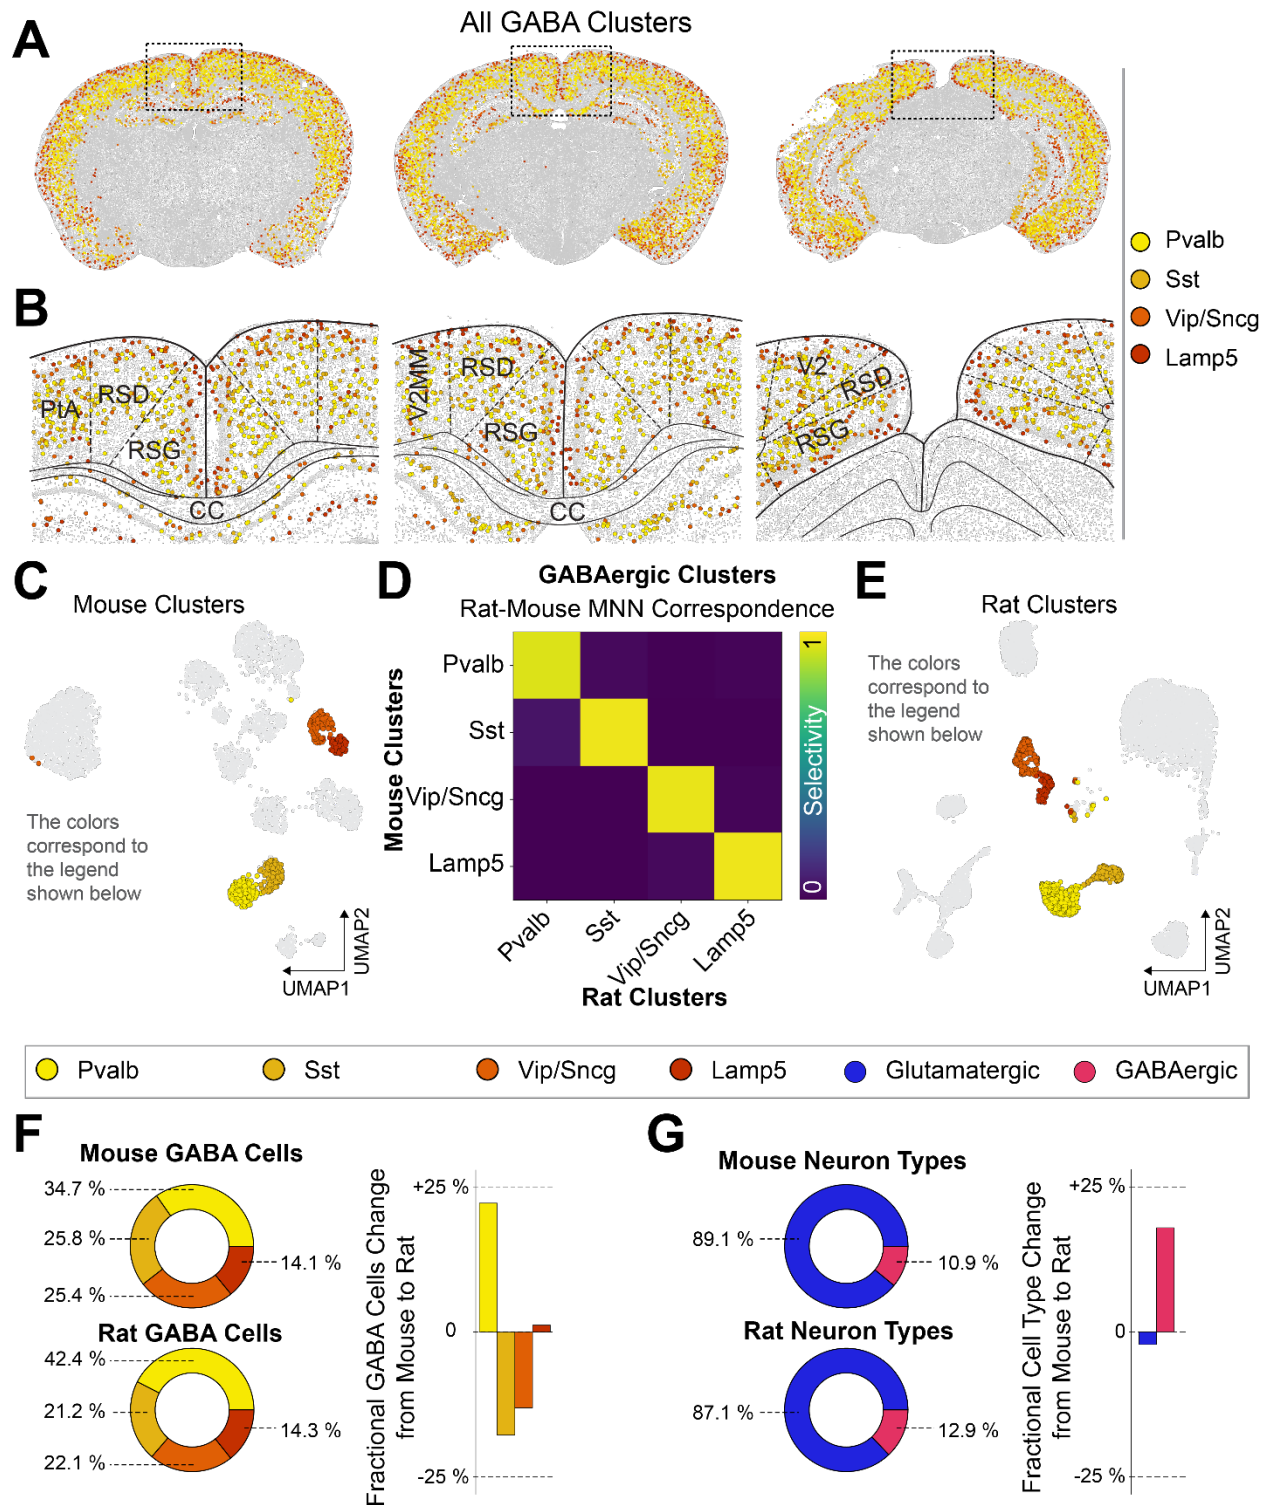 A
All GABA Clusters
Pvalb
Sst
Vip/Sncg
Lamp5
B
PtA
RSD
RSG
CC
V2MM
RSD
RSG
CC
V2
RSD
RSG
C
Mouse Clusters
The colors
correspond to
the legend
shown below
UMAP1
UMAP2
D
GABAergic Clusters
Rat-Mouse MNN Correspondence
Mouse Clusters
Pvalb
Sst
Vip/Sncg
Lamp5
Pvalb
Sst
Vip/Sncg
Lamp5
Rat Clusters
1
Selectivity
0
E
Rat Clusters
The colors
correspond to
the legend
shown below
UMAP1
UMAP2
Pvalb
Sst
Vip/Sncg
Lamp5
Glutamatergic
GABAergic
F
Mouse GABA Cells
34.7 %
25.8 %
25.4 %
14.1 %
Rat GABA Cells
42.4 %
21.2 %
22.1 %
14.3 %
Fractional GABA Cells Change
from Mouse to Rat
+25 %
0
-25 %
G
Mouse Neuron Types
89.1 %
10.9 %
Rat Neuron Types
87.1 %
12.9 %
Fractional Cell Type Change
from Mouse to Rat
+25 %
0
-25 %